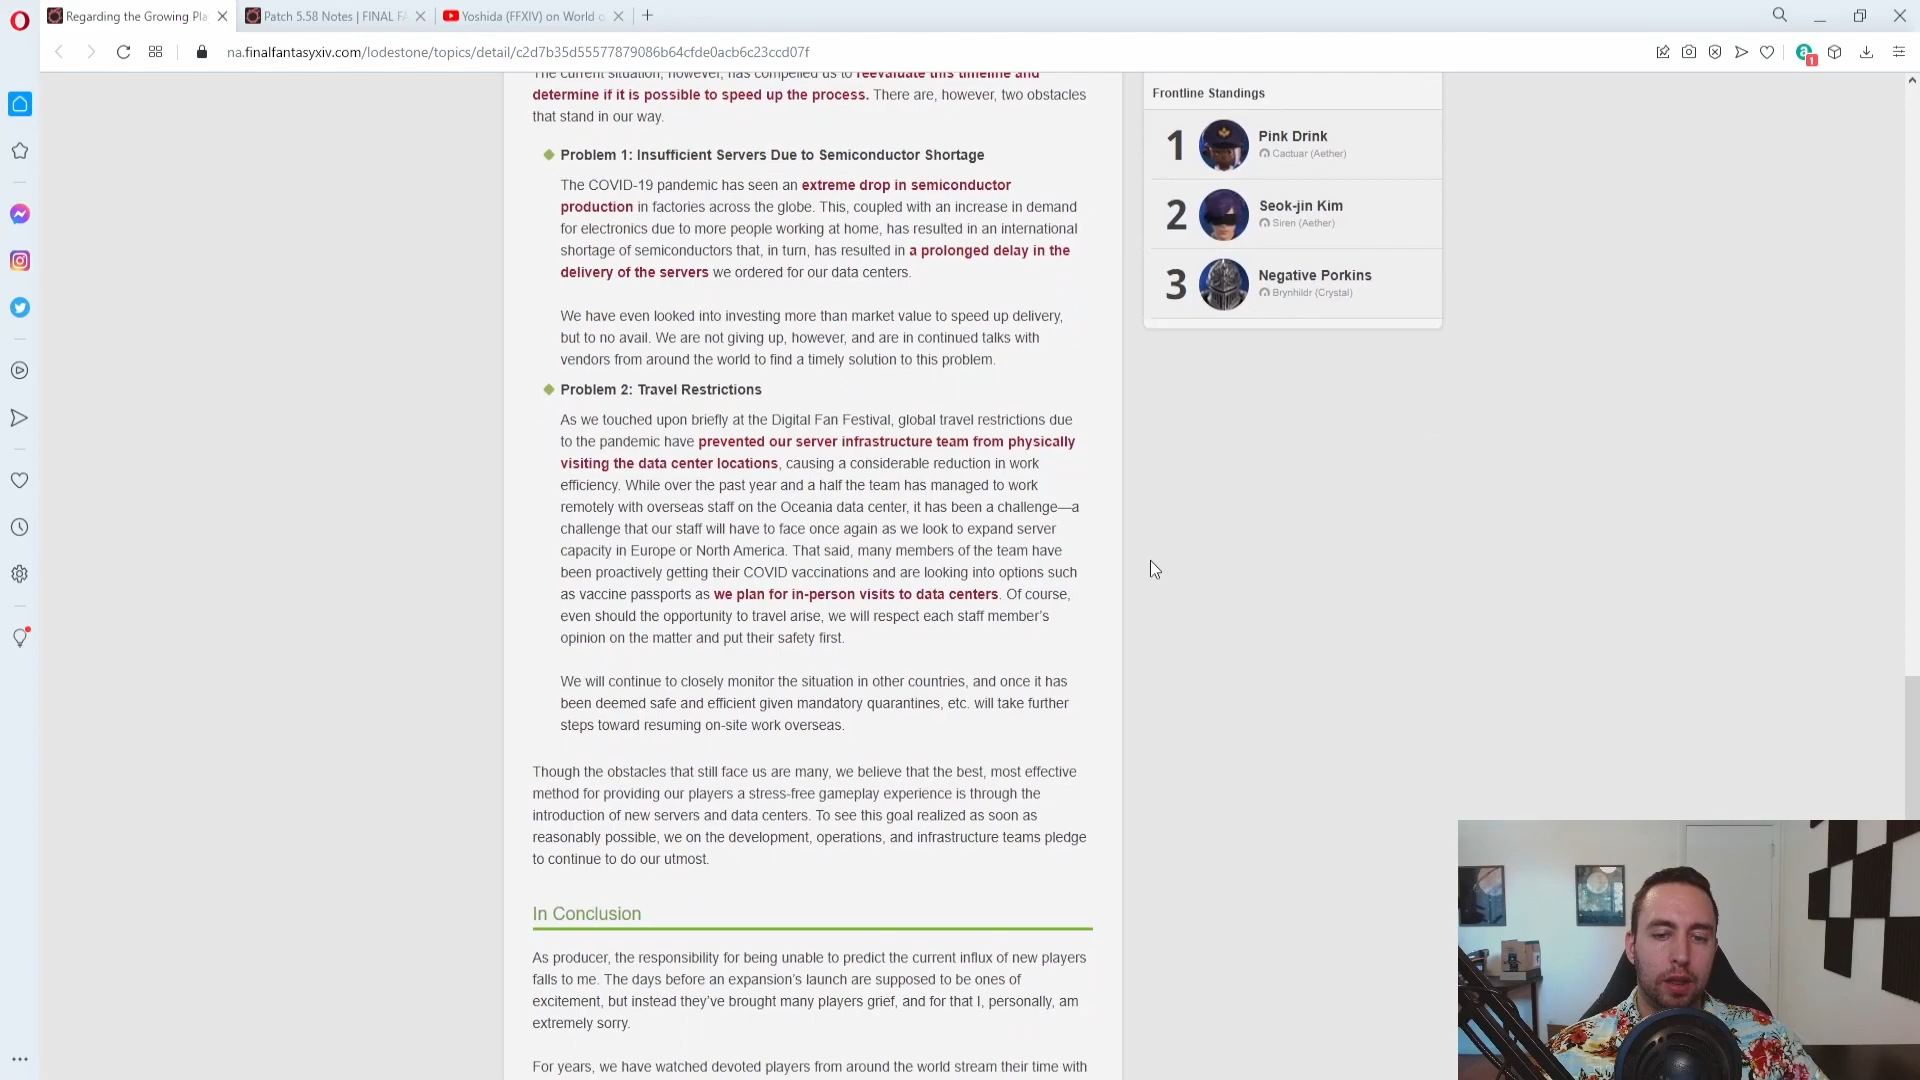 Regarding the Growing Pla
Patch 5.58 Notes | FINAL FA
Yoshida (FFXIV) on World o
na.finalfantasyxiv.com/lodestone/topics/detail/c2d7b35d55577879086b64cfde0acb6c23ccd07f
1
The current situation, however, has compelled us to reevaluate this timeline and
determine if it is possible to speed up the process. There are, however, two obstacles
that stand in our way.
Problem 1: Insufficient Servers Due to Semiconductor Shortage
The COVID-19 pandemic has seen an extreme drop in semiconductor
production in factories across the globe. This, coupled with an increase in demand
for electronics due to more people working at home, has resulted in an international
shortage of semiconductors that, in turn, has resulted in a prolonged delay in the
delivery of the servers we ordered for our data centers.
We have even looked into investing more than market value to speed up delivery,
but to no avail. We are not giving up, however, and are in continued talks with
vendors from around the world to find a timely solution to this problem.
Problem 2: Travel Restrictions
As we touched upon briefly at the Digital Fan Festival, global travel restrictions due
to the pandemic have prevented our server infrastructure team from physically
visiting the data center locations, causing a considerable reduction in work
efficiency. While over the past year and a half the team has managed to work
remotely with overseas staff on the Oceania data center, it has been a challenge—a
challenge that our staff will have to face once again as we look to expand server
capacity in Europe or North America. That said, many members of the team have
been proactively getting their COVID vaccinations and are looking into options such
as vaccine passports as we plan for in-person visits to data centers. Of course,
even should the opportunity to travel arise, we will respect each staff member's
opinion on the matter and put their safety first.
We will continue to closely monitor the situation in other countries, and once it has
been deemed safe and efficient given mandatory quarantines, etc. will take further
steps toward resuming on-site work overseas.
Though the obstacles that still face us are many, we believe that the best, most effective
method for providing our players a stress-free gameplay experience is through the
introduction of new servers and data centers. To see this goal realized as soon as
reasonably possible, we on the development, operations, and infrastructure teams pledge
to continue to do our utmost.
In Conclusion
As producer, the responsibility for being unable to predict the current influx of new players
falls to me. The days before an expansion's launch are supposed to be ones of
excitement, but instead they've brought many players grief, and for that I, personally, am
extremely sorry.
For years, we have watched devoted players from around the world stream their time with
Frontline Standings
1
Pink Drink
Cactuar (Aether)
2
Seok-jin Kim
Siren (Aether)
3
Negative Porkins
Brynhildr (Crystal)